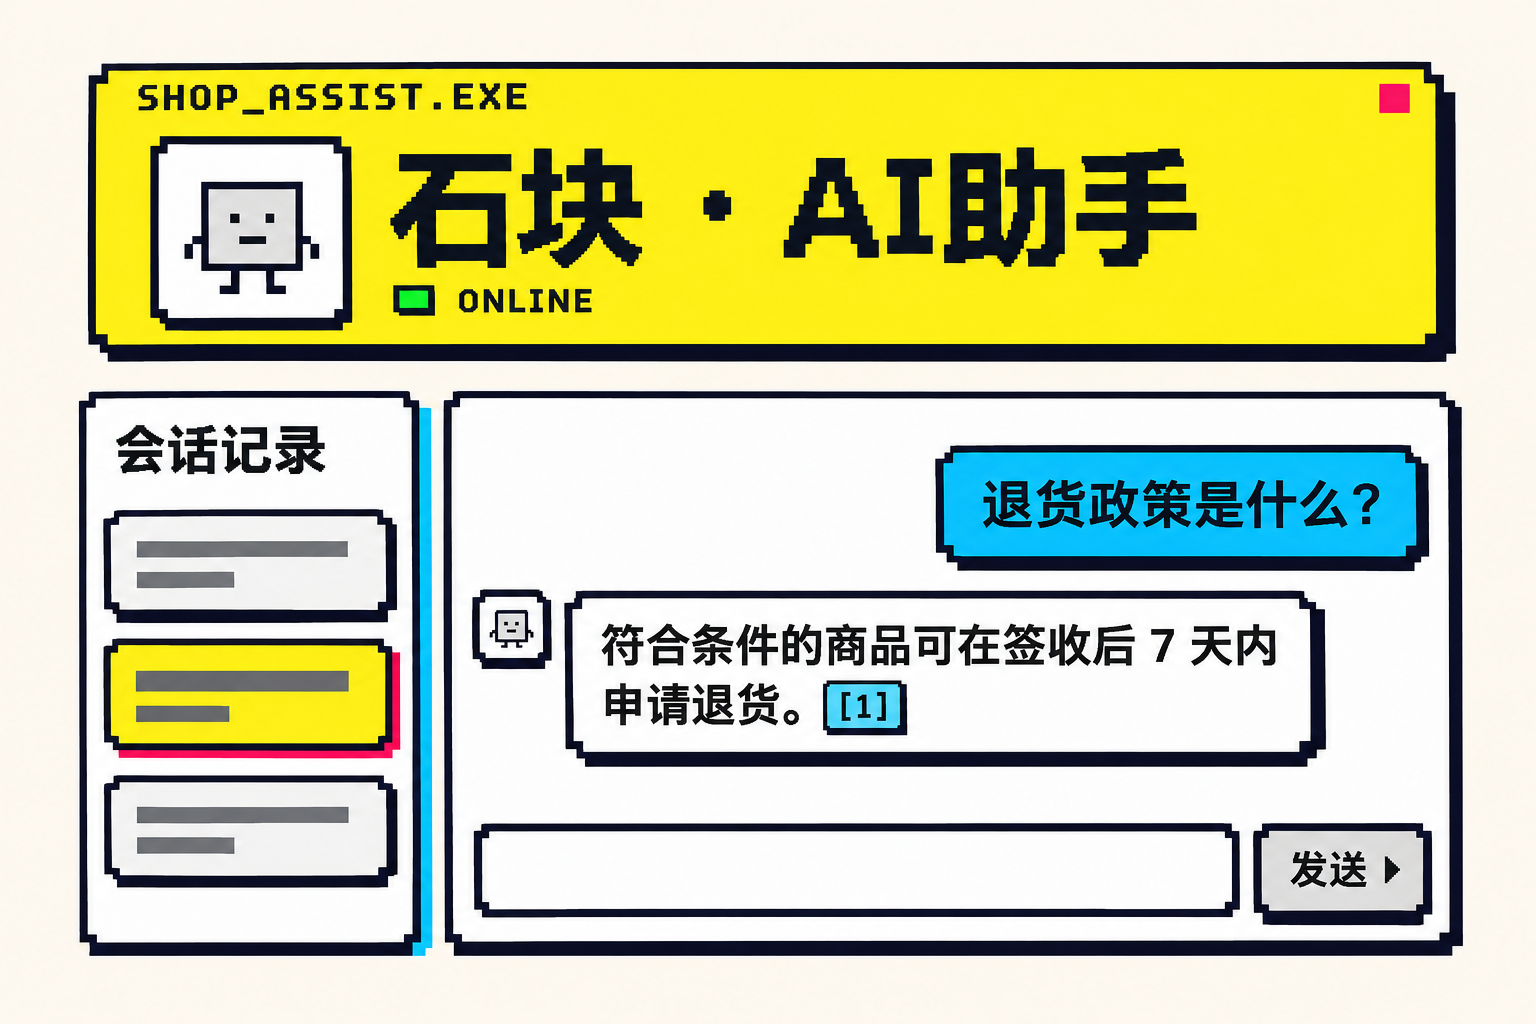 SHOP_ASSIST.EXE
石块·AI助手
ONLINE
会话记录
退货政策是什么?
符合条件的商品可在签收后 7 天内
申请退货。[1]
发送